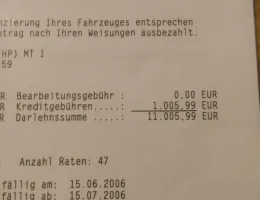 zierung Ihres Fahrzeuges entsprechen
trag nach Ihren Weisungen ausbezahlt.
HP) MT I
59
R Bearbeitungsgebühr : 0,00 EUR
R Kreditgebühren.....: 1.005,99 EUR
R Darlehnssumme .....: 11.005,99 EUR
: Anzahl Raten: 47
fällig am: 15.06.2006
fällig ab: 15.07.2006